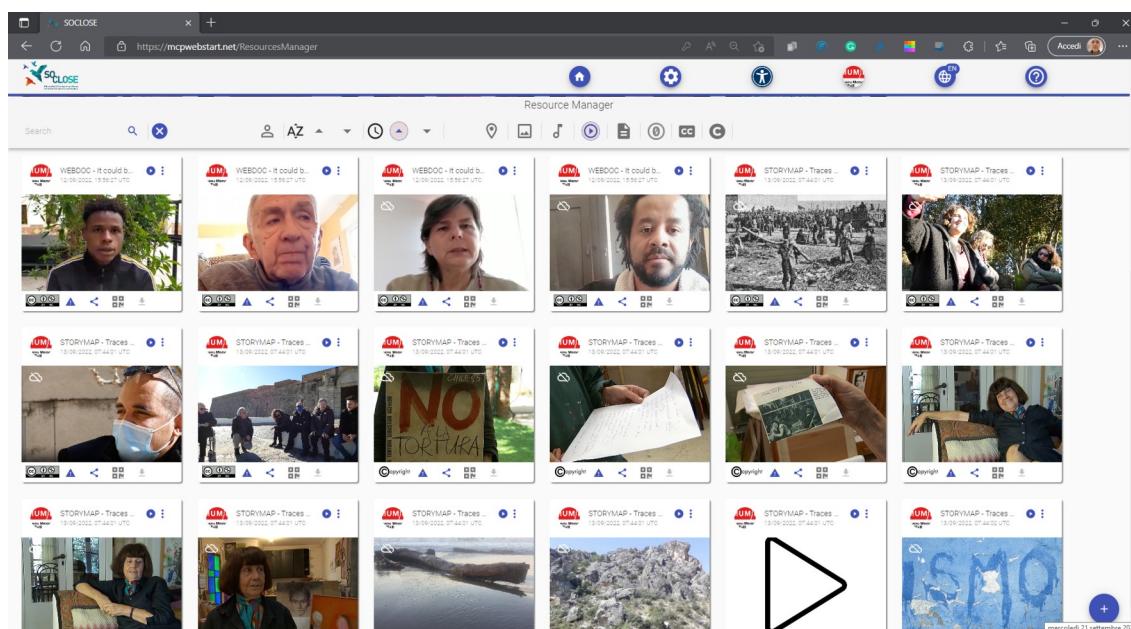 SOCLOSE
https://mcpwebstart.net/ResourcesManager
Accedi
SO
CLOSE
MUME
EN
Resource Manager
Search
AZ
CC
WEBDOC - It could b...
12/09/2022, 15:56:27 UTC
WEBDOC - It could b...
12/09/2022, 15:56:27 UTC
WEBDOC - It could b...
12/09/2022, 15:56:27 UTC
WEBDOC - It could b...
12/09/2022, 15:56:27 UTC
STORYMAP - Traces ...
13/09/2022, 07:44:01 UTC
STORYMAP - Traces ...
13/09/2022, 07:44:01 UTC
STORYMAP - Traces ...
13/09/2022, 07:44:01 UTC
STORYMAP - Traces ...
13/09/2022, 07:44:01 UTC
STORYMAP - Traces ...
13/09/2022, 07:44:01 UTC
STORYMAP - Traces ...
13/09/2022, 07:44:01 UTC
STORYMAP - Traces ...
13/09/2022, 07:44:01 UTC
STORYMAP - Traces ...
13/09/2022, 07:44:01 UTC
CHILE 85
NO
A LA
TORTURA
Copyright
Copyright
Copyright
Copyright
STORYMAP - Traces ...
13/09/2022, 07:44:01 UTC
STORYMAP - Traces ...
13/09/2022, 07:44:01 UTC
STORYMAP - Traces ...
13/09/2022, 07:44:01 UTC
STORYMAP - Traces ...
13/09/2022, 07:44:01 UTC
STORYMAP - Traces ...
13/09/2022, 07:44:01 UTC
STORYMAP - Traces ...
13/09/2022, 07:44:02 UTC
ISMO
mercoledì 21 settembre 20